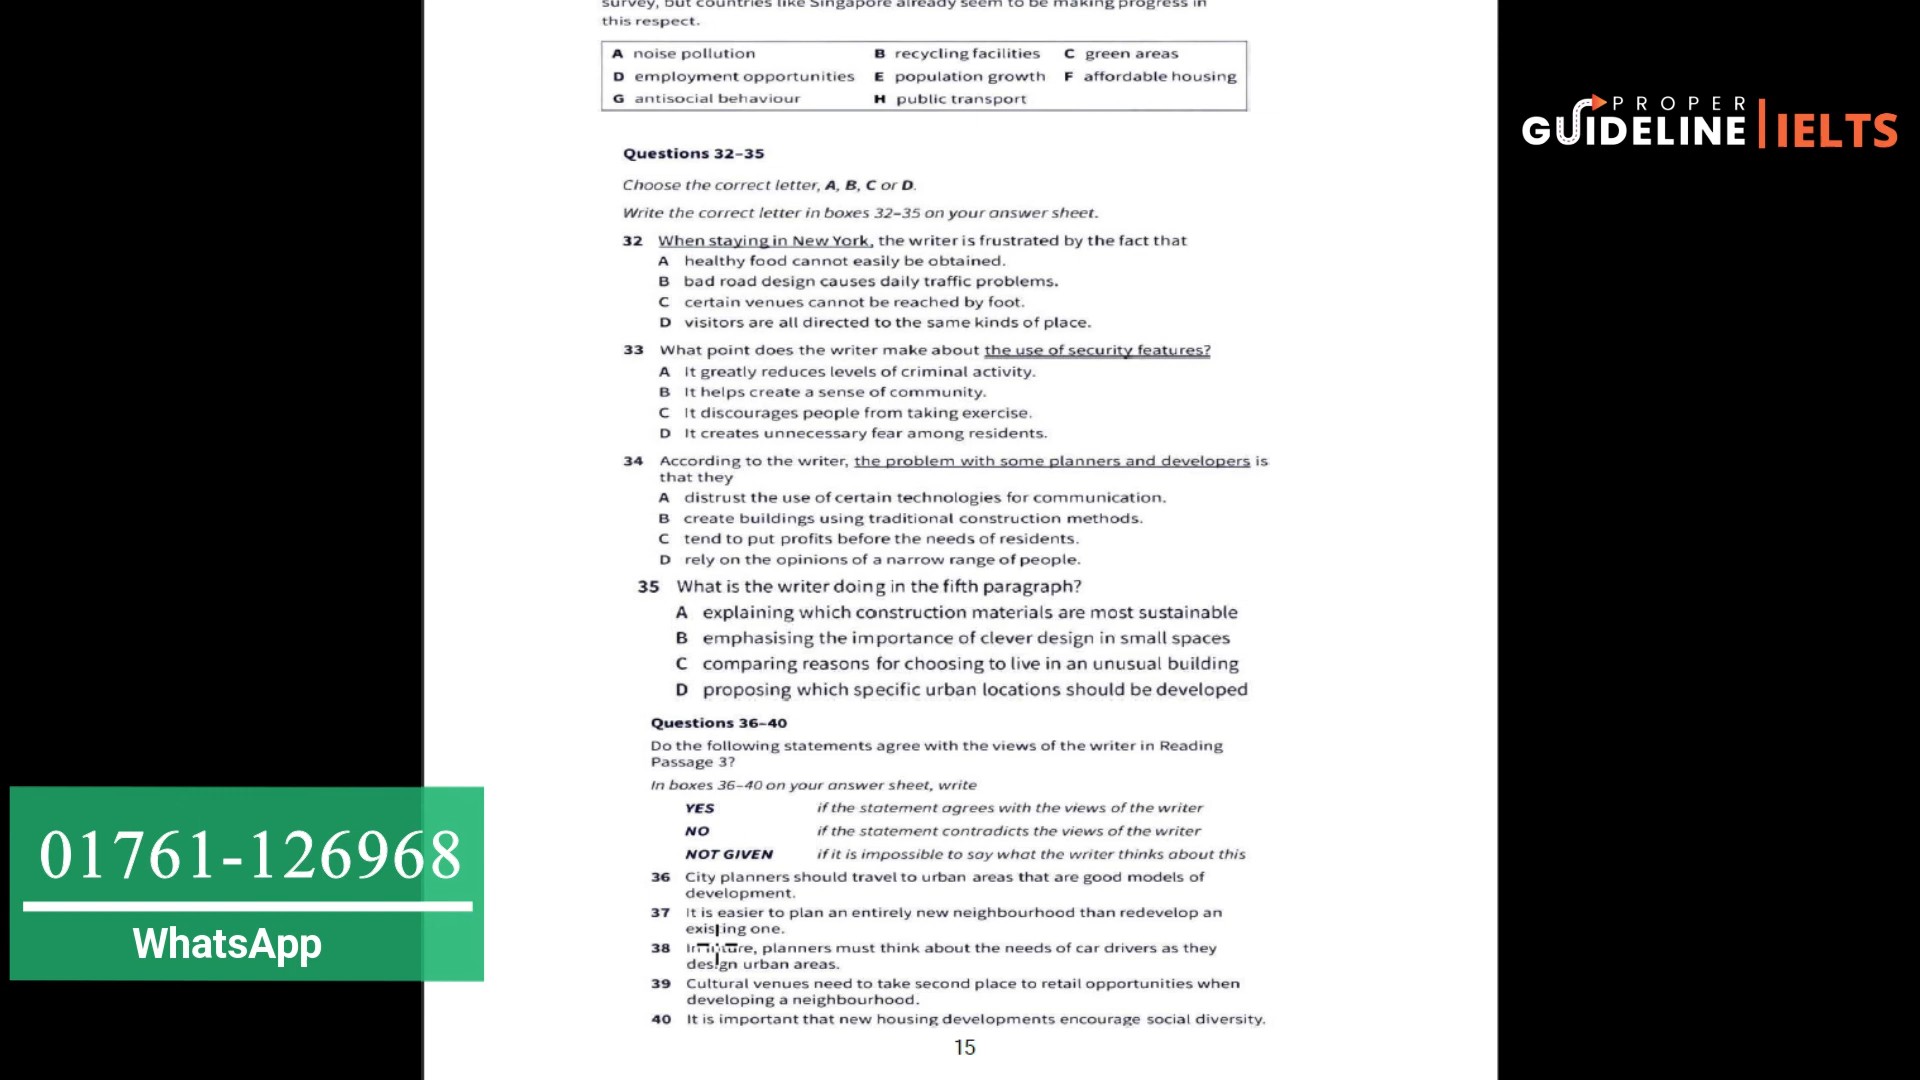 survey, but countries like Singapore already seem to be making progress in
this respect.
A noise pollution B recycling facilities C green areas
D employment opportunities E population growth F affordable housing
G antisocial behaviour H public transport
PROPER
GUIDELINE | IELTS
Questions 32–35
Choose the correct letter, A, B, C or D.
Write the correct letter in boxes 32–35 on your answer sheet.
32 When staying in New York, the writer is frustrated by the fact that
A healthy food cannot easily be obtained.
B bad road design causes daily traffic problems.
C certain venues cannot be reached by foot.
D visitors are all directed to the same kinds of place.
33 What point does the writer make about the use of security features?
A It greatly reduces levels of criminal activity.
B It helps create a sense of community.
C It discourages people from taking exercise.
D It creates unnecessary fear among residents.
34 According to the writer, the problem with some planners and developers is
that they
A distrust the use of certain technologies for communication.
B create buildings using traditional construction methods.
C tend to put profits before the needs of residents.
D rely on the opinions of a narrow range of people.
35 What is the writer doing in the fifth paragraph?
A explaining which construction materials are most sustainable
B emphasising the importance of clever design in small spaces
C comparing reasons for choosing to live in an unusual building
D proposing which specific urban locations should be developed
Questions 36–40
Do the following statements agree with the views of the writer in Reading
Passage 3?
In boxes 36–40 on your answer sheet, write
YES if the statement agrees with the views of the writer
NO if the statement contradicts the views of the writer
NOT GIVEN if it is impossible to say what the writer thinks about this
36 City planners should travel to urban areas that are good models of
development.
37 It is easier to plan an entirely new neighbourhood than redevelop an
existing one.
38 In future, planners must think about the needs of car drivers as they
design urban areas.
39 Cultural venues need to take second place to retail opportunities when
developing a neighbourhood.
40 It is important that new housing developments encourage social diversity.
15
01761-126968
WhatsApp